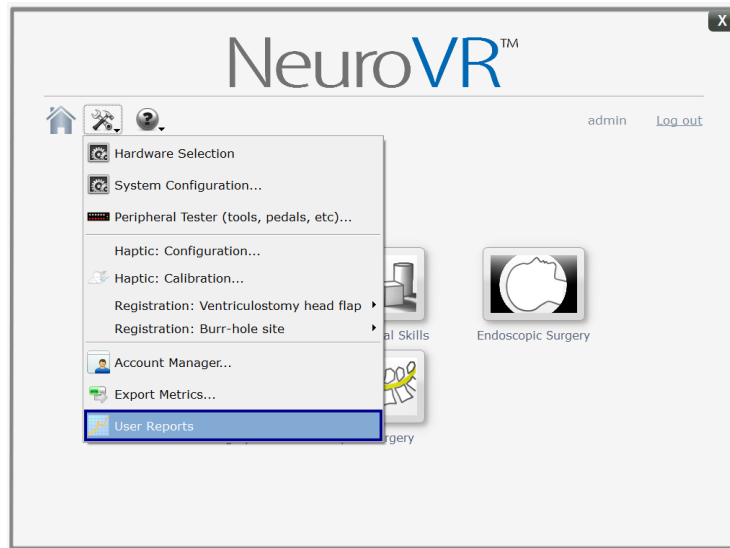 X
NeuroVR™
admin Log out
Hardware Selection
System Configuration...
Peripheral Tester (tools, pedals, etc)...
Haptic: Configuration...
Haptic: Calibration...
Registration: Ventriculostomy head flap
Registration: Burr-hole site
al Skills
Endoscopic Surgery
Account Manager...
Export Metrics...
User Reports
rgery